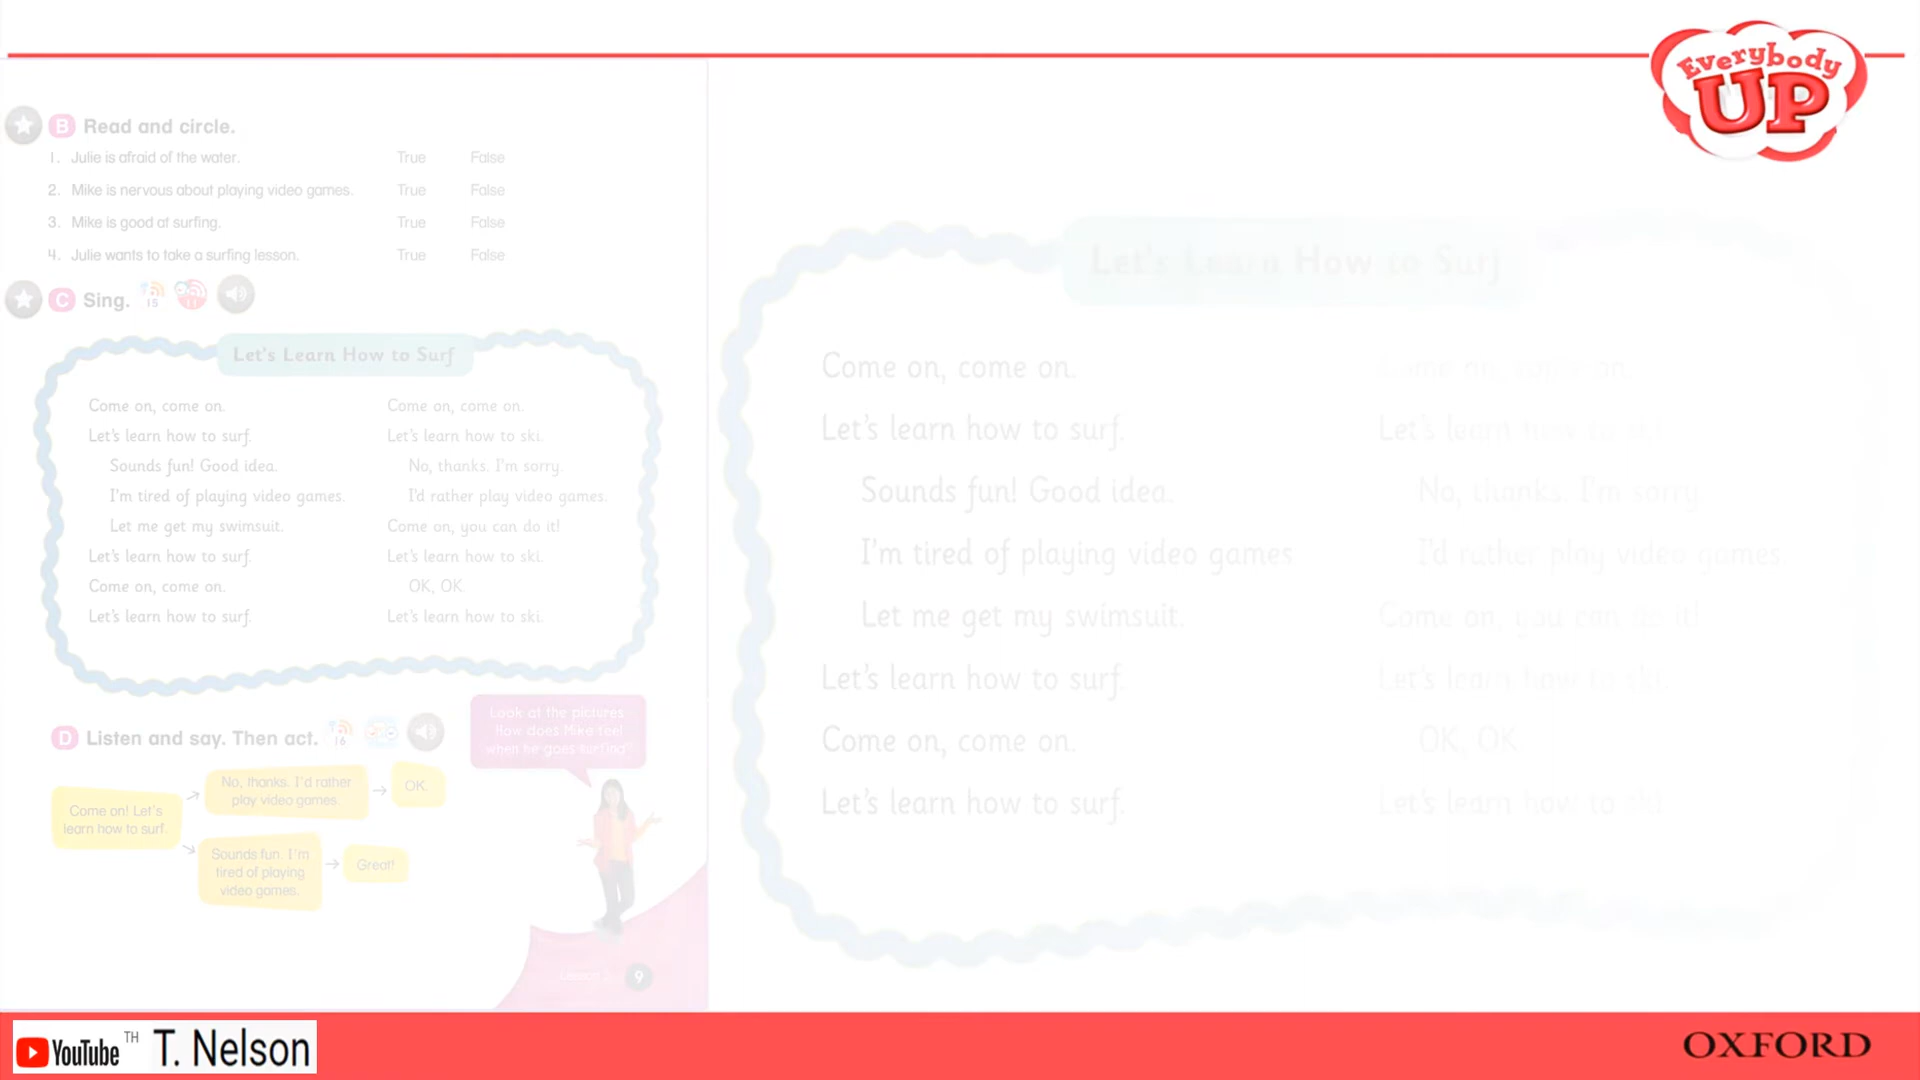 Everybody
UP
B Read and circle.
1. Julie is afraid of the water. True False
2. Mike is nervous about playing video games. True False
3. Mike is good at surfing. True False
4. Julie wants to take a surfing lesson. True False
C Sing. 15 11
Let's Learn How to Surf
Come on, come on.
Let's learn how to surf.
Sounds fun! Good idea.
I'm tired of playing video games.
Let me get my swimsuit.
Let's learn how to surf.
Come on, come on.
Let's learn how to surf.
Come on, come on.
Let's learn how to ski.
No, thanks. I'm sorry.
I'd rather play video games.
Come on, you can do it!
Let's learn how to ski.
OK, OK.
Let's learn how to ski.
D Listen and say. Then act. 16
Look at the pictures.
How does Mike feel
when he goes surfing?
Come on! Let's
learn how to surf.
No, thanks. I'd rather
play video games.
OK.
Sounds fun. I'm
tired of playing
video games.
Great!
Lesson 9
Let's Learn How to Surf
Come on, come on.
Let's learn how to surf.
Sounds fun! Good idea.
I'm tired of playing video games
Let me get my swimsuit.
Let's learn how to surf.
Come on, come on.
Let's learn how to surf.
Come on, come on.
Let's learn how to ski.
No, thanks. I'm sorry
I'd rather play video games
Come on, you can do it!
Let's learn how to ski.
OK, OK
Let's learn how to ski.
YouTube TH T. Nelson
OXFORD